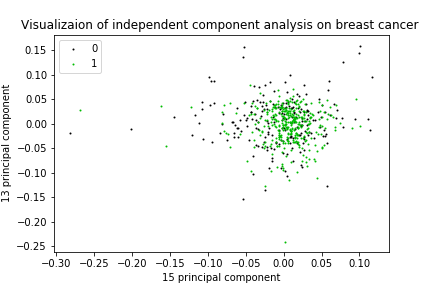 Visualizaion of independent component analysis on breast cancer
0
1
0.15
0.10
0.05
0.00
−0.05
−0.10
−0.15
−0.20
−0.25
13 principal component
−0.30 −0.25 −0.20 −0.15 −0.10 −0.05 0.00 0.05 0.10
15 principal component